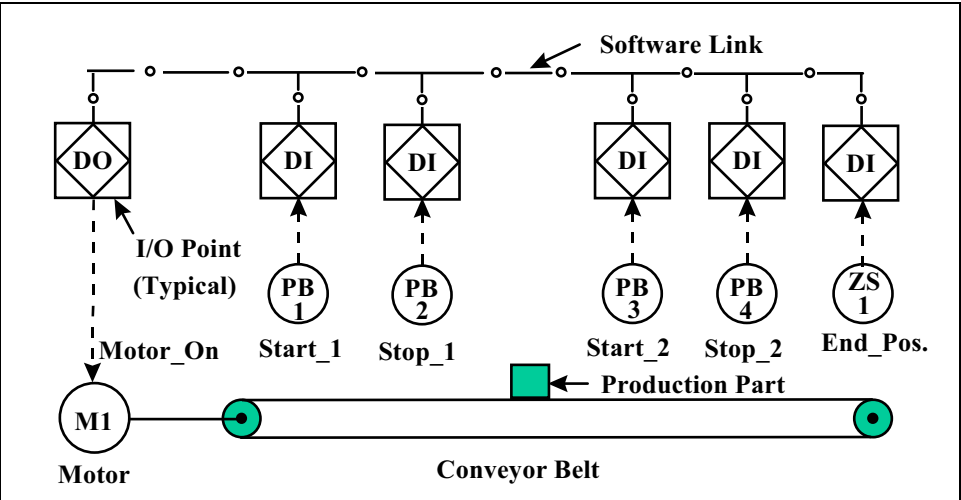 Software Link
DO
DI
DI
DI
DI
DI
I/O Point
(Typical)
PB
1
PB
2
PB
3
PB
4
ZS
1
Motor_On
Start_1
Stop_1
Start_2
Stop_2
End_Pos.
Production Part
M1
Motor
Conveyor Belt